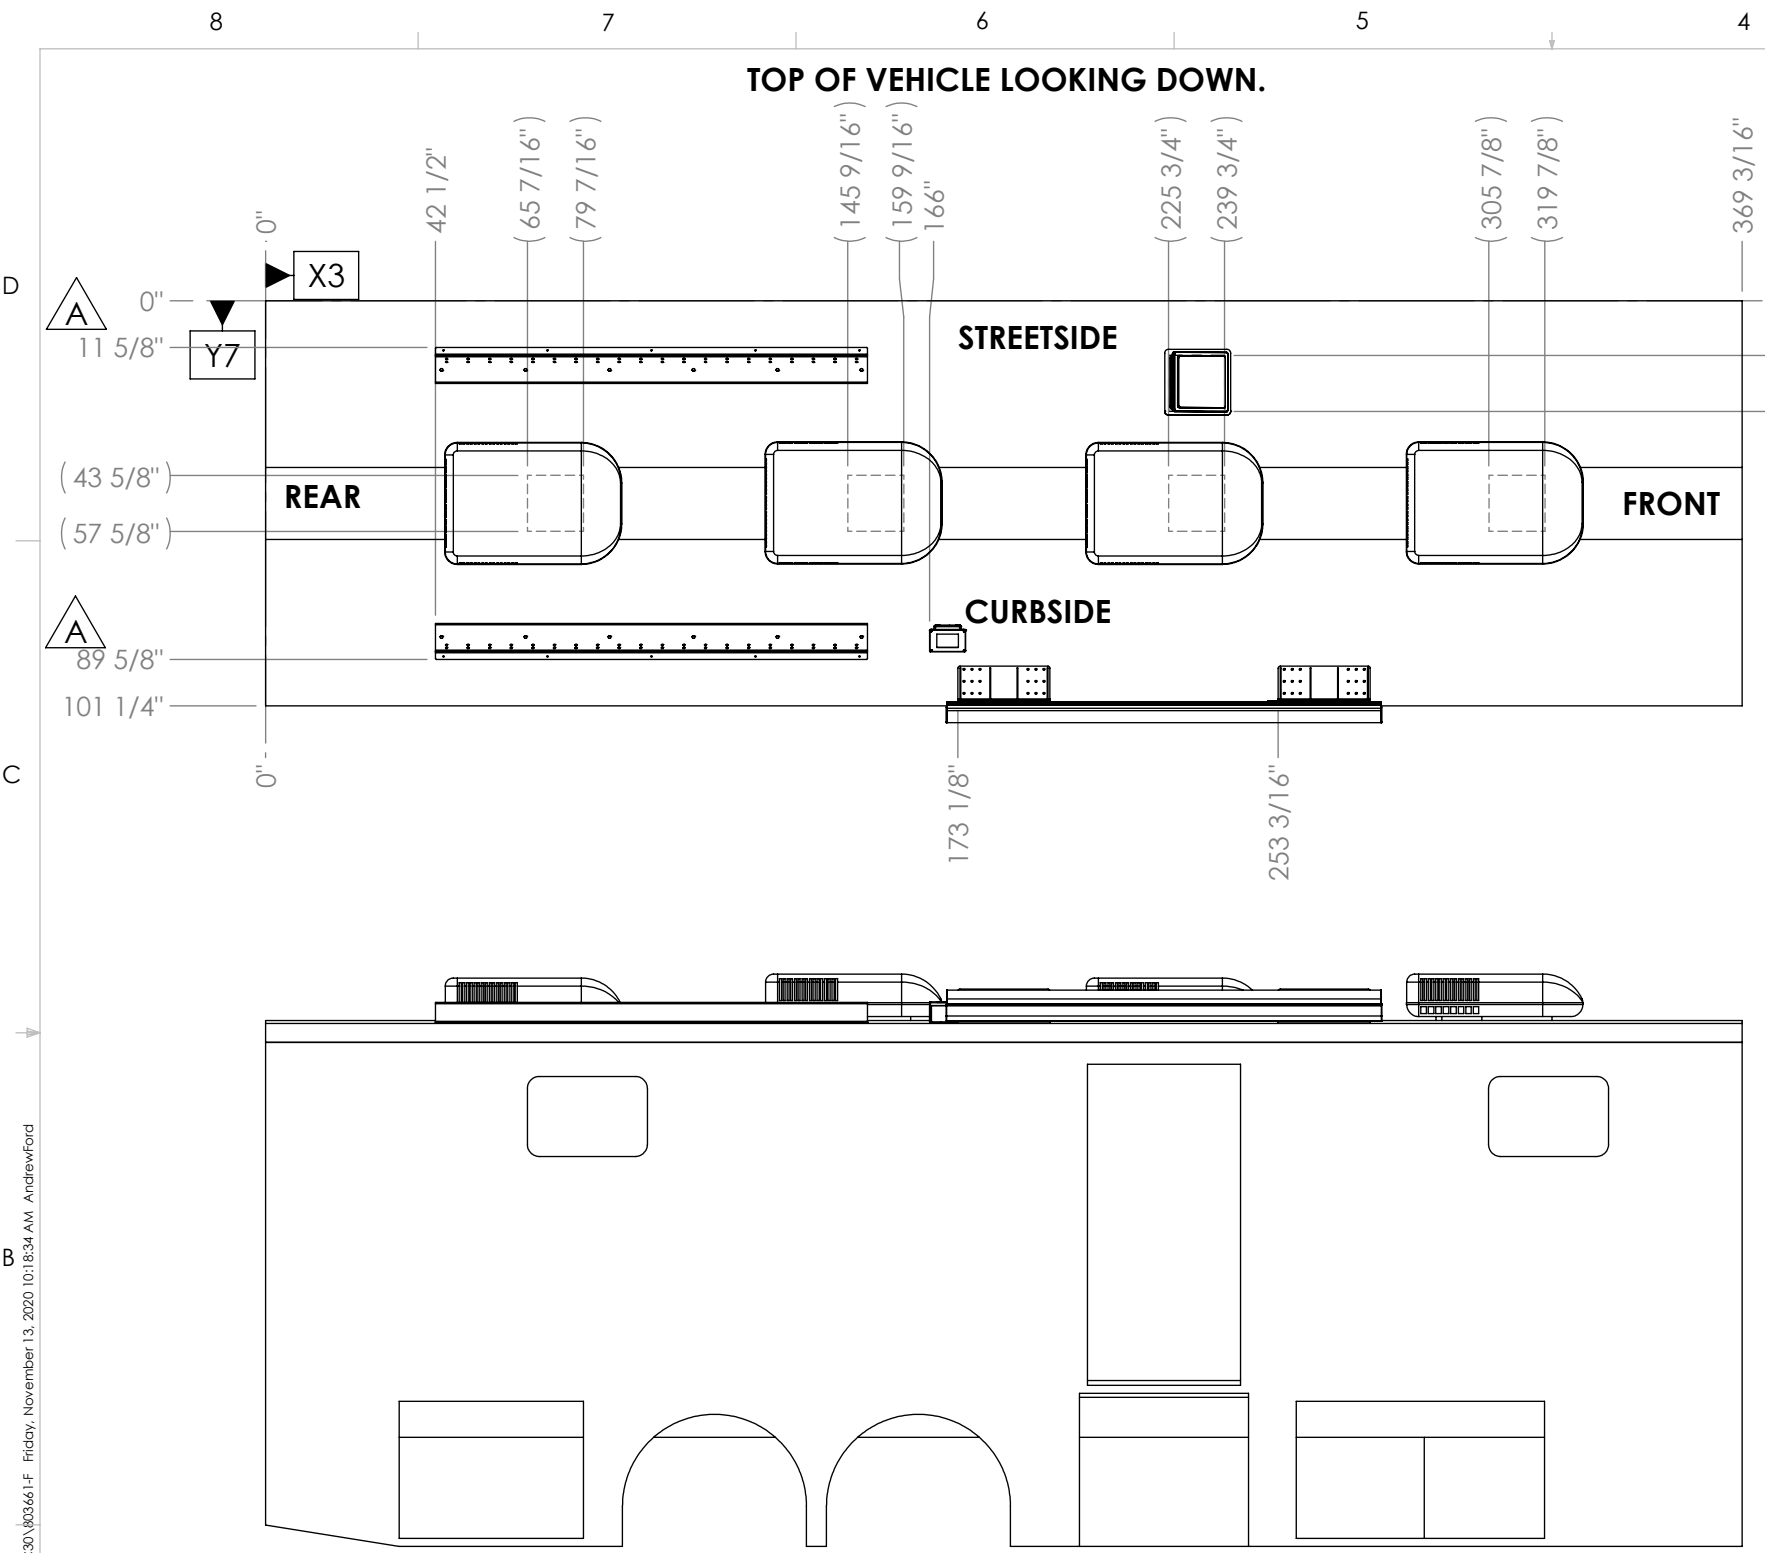 8 7 6 5 4
TOP OF VEHICLE LOOKING DOWN.
0"
42 1/2"
(65 7/16")
(79 7/16")
(145 9/16")
(159 9/16")
166"
(225 3/4")
(239 3/4")
(305 7/8")
(319 7/8")
369 3/16"
X3
D
A
0"
11 5/8"
Y7
STREETSIDE
(43 5/8")
REAR
FRONT
(57 5/8")
CURBSIDE
A
89 5/8"
101 1/4"
0"
173 1/8"
253 3/16"
C
B
30\803661-F Friday, November 13, 2020 10:18:34 AM AndrewFord